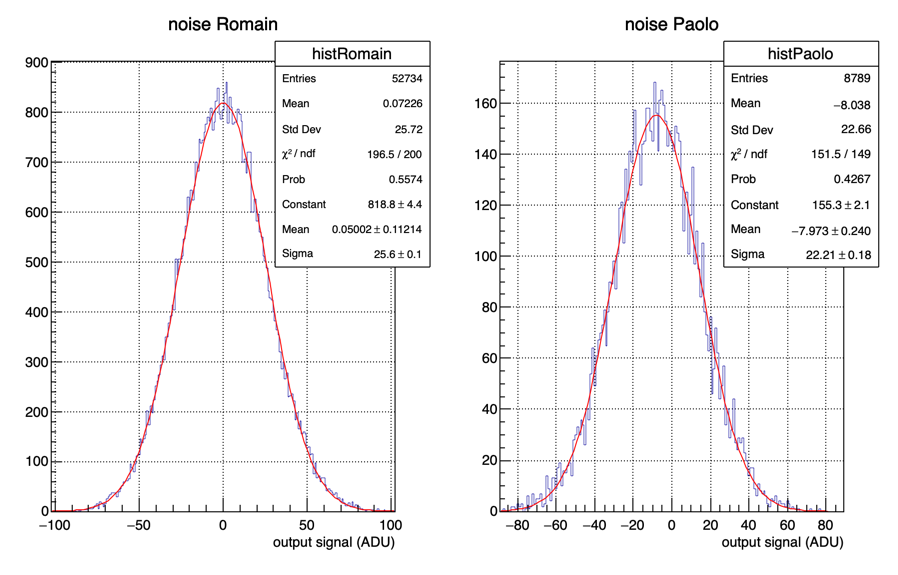 noise Romain
histRomain
Entries 52734
Mean 0.07226
Std Dev 25.72
χ² / ndf 196.5 / 200
Prob 0.5574
Constant 818.8 ± 4.4
Mean 0.05002 ± 0.11214
Sigma 25.6 ± 0.1
900
800
700
600
500
400
300
200
100
0
−100 −50 0 50 100
output signal (ADU)
noise Paolo
histPaolo
Entries 8789
Mean −8.038
Std Dev 22.66
χ² / ndf 151.5 / 149
Prob 0.4267
Constant 155.3 ± 2.1
Mean −7.973 ± 0.240
Sigma 22.21 ± 0.18
160
140
120
100
80
60
40
20
0
−80 −60 −40 −20 0 20 40 60 80
output signal (ADU)